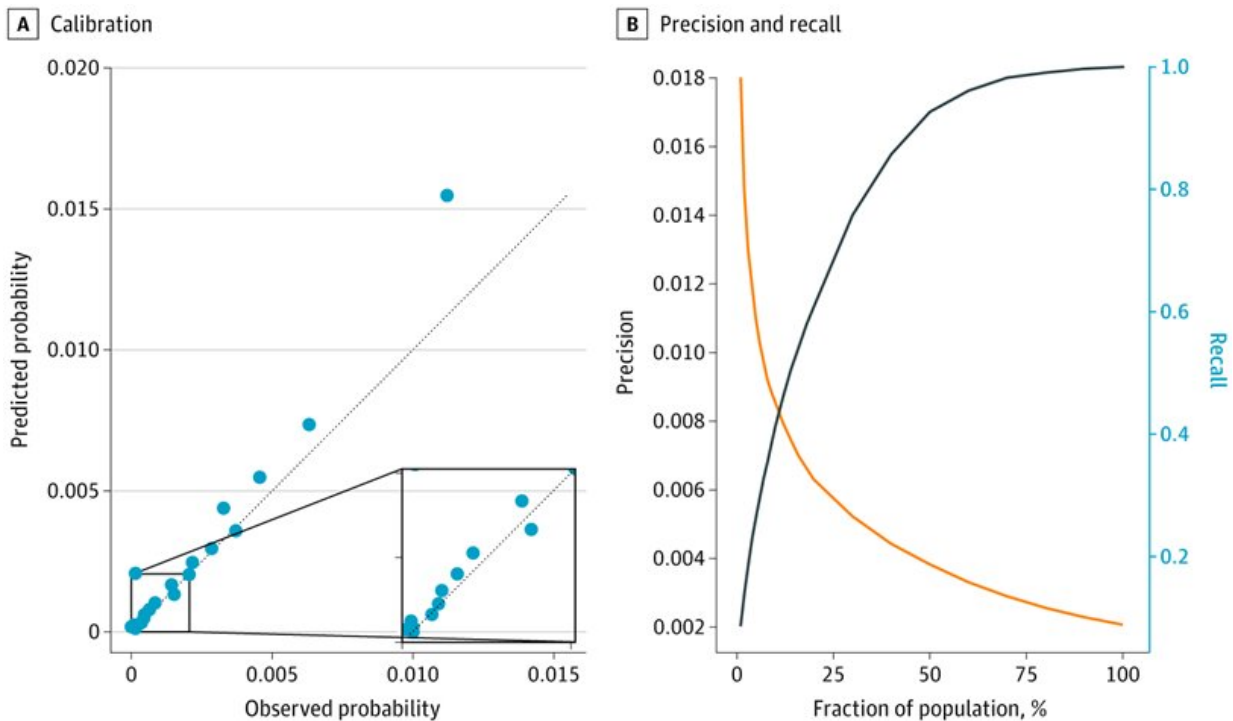 A Calibration
0.020
0.015
0.010
0.005
0
Predicted probability
0 0.005 0.010 0.015
Observed probability
B Precision and recall
0.018
0.016
0.014
0.012
0.010
0.008
0.006
0.004
0.002
Precision
1.0
0.8
0.6
0.4
0.2
Recall
0 25 50 75 100
Fraction of population, %